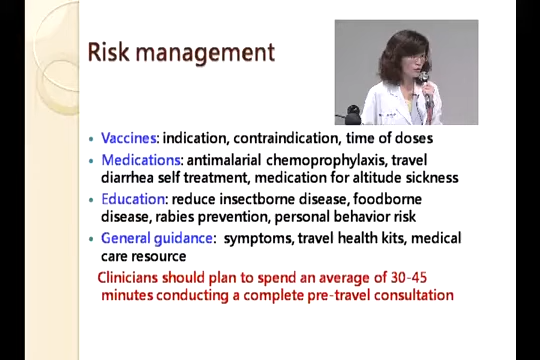 Risk management
Vaccines: indication, contraindication, time of doses
Medications: antimalarial chemoprophylaxis, travel
diarrhea self treatment, medication for altitude sickness
Education: reduce insectborne disease, foodborne
disease, rabies prevention, personal behavior risk
General guidance: symptoms, travel health kits, medical
care resource
Clinicians should plan to spend an average of 30-45
minutes conducting a complete pre-travel consultation